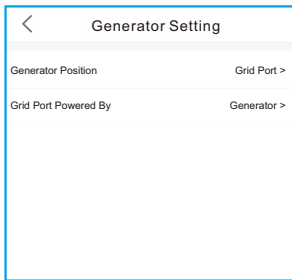 Generator Setting
Generator Position Grid Port >
Grid Port Powered By Generator >